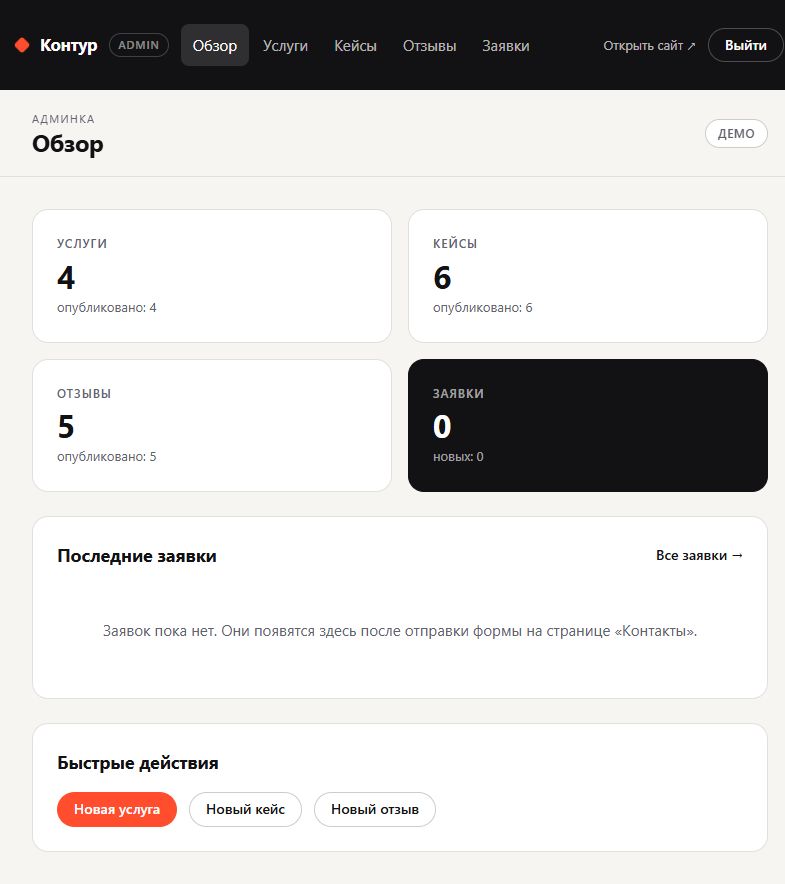 Контур ADMIN Обзор Услуги Кейсы Отзывы Заявки Открыть сайт ↗ Выйти
АДМИНКА
Обзор
ДЕМО
УСЛУГИ
4
опубликовано: 4
КЕЙСЫ
6
опубликовано: 6
ОТЗЫВЫ
5
опубликовано: 5
ЗАЯВКИ
0
новых: 0
Последние заявки
Все заявки →
Заявок пока нет. Они появятся здесь после отправки формы на странице «Контакты».
Быстрые действия
Новая услуга Новый кейс Новый отзыв